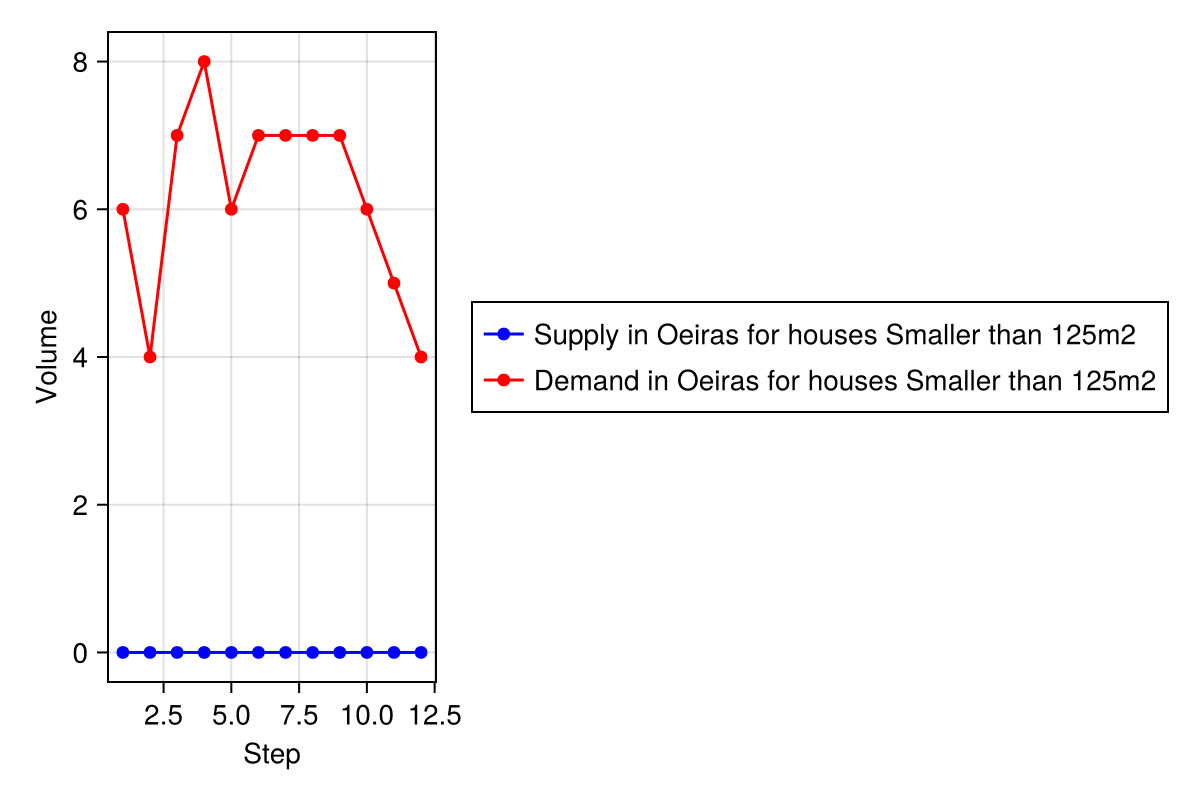 8
6
4
2
0
Volume
2.5 5.0 7.5 10.0 12.5
Step
Supply in Oeiras for houses Smaller than 125m2
Demand in Oeiras for houses Smaller than 125m2